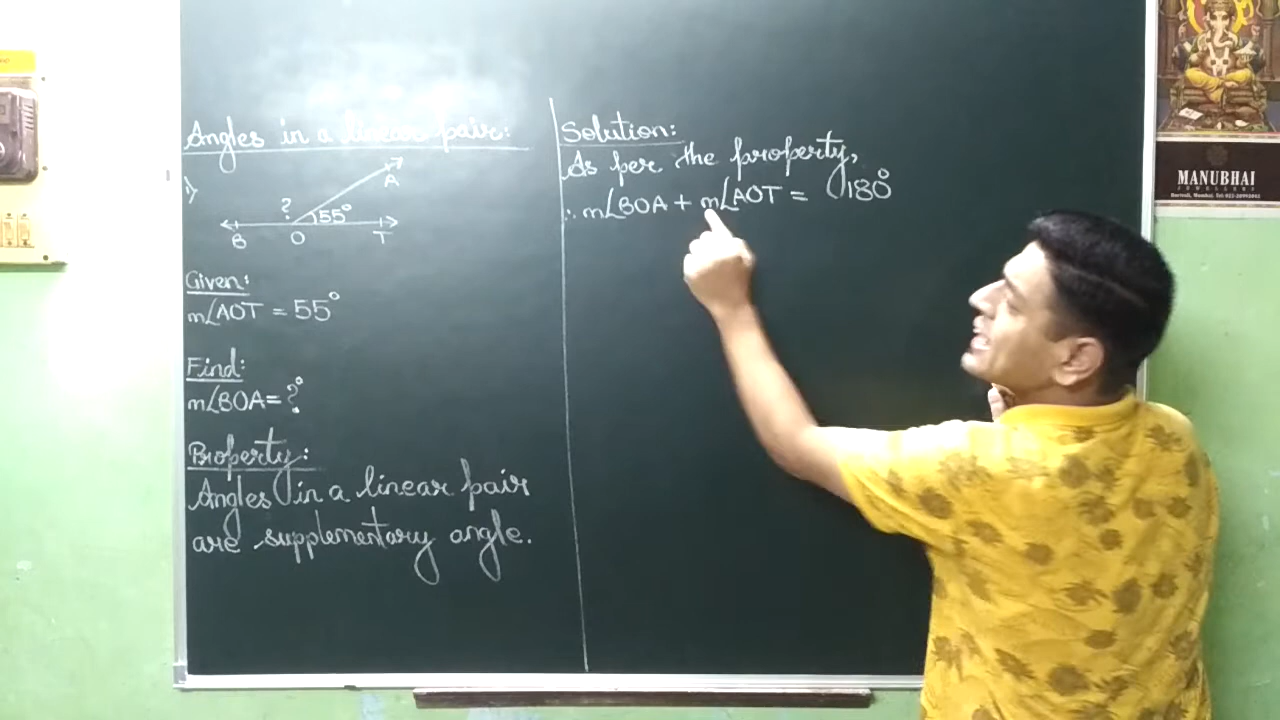 Angles in a linear pair:
i)
A
?
55°
B
O
T
Given:
m∠AOT = 55°
Find:
m∠BOA = ?°
Property:
Angles in a linear pair
are supplementary angle.
Solution:
As per the property,
∴ m∠BOA + m∠AOT = 180°
MANUBHAI
JEWELLERS